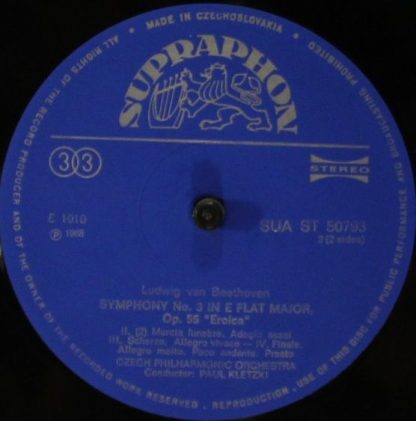 MADE IN CZECHOSLOVAKIA
ALL RIGHTS OF THE RECORD PRODUCER AND OF THE OWNER OF THE RECORDED WORK RESERVED. REPRODUCTION, USE OF THIS DISC FOR PUBLIC PERFORMANCE AND BROADCASTING PROHIBITED.
SUPRAPHON
33
STEREO
E 1010
SUA ST 50793
Ⓟ 1968
2 (2 sides)
Ludwig van Beethoven
SYMPHONY No. 3 IN E FLAT MAJOR,
Op. 55 "Eroica"
II. (2) Marcia funebre. Adagio assai
III. Scherzo. Allegro vivace – IV. Finale.
Allegro molto. Poco andante. Presto
CZECH PHILHARMONIC ORCHESTRA
Conductor: PAUL KLETZKI